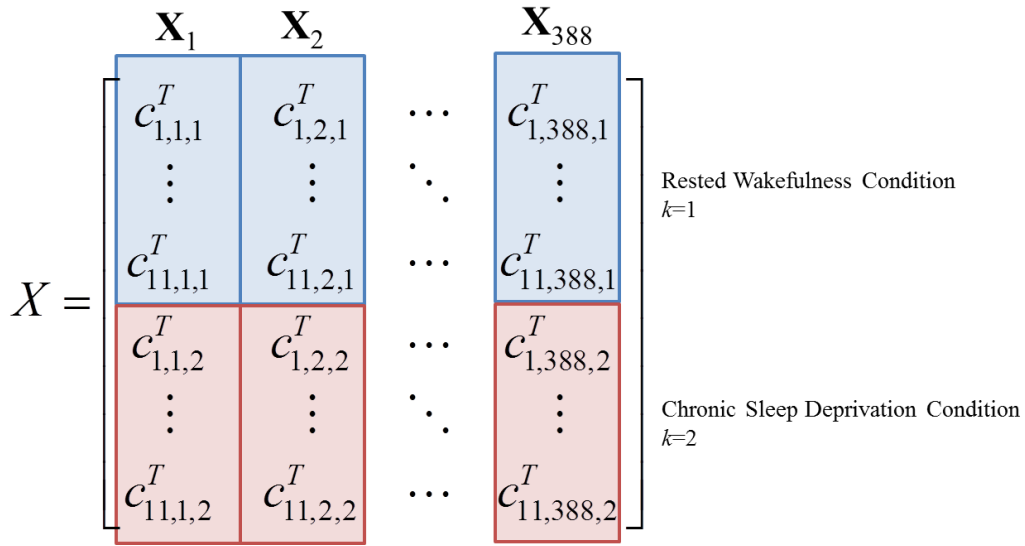 X₁ X₂ X₃₈₈
c^T_{1,1,1} c^T_{1,2,1} ⋯ c^T_{1,388,1}
⋮ ⋮ ⋱ ⋮
Rested Wakefulness Condition
k=1
c^T_{11,1,1} c^T_{11,2,1} ⋯ c^T_{11,388,1}
X =
c^T_{1,1,2} c^T_{1,2,2} ⋯ c^T_{1,388,2}
⋮ ⋮ ⋱ ⋮
Chronic Sleep Deprivation Condition
k=2
c^T_{11,1,2} c^T_{11,2,2} ⋯ c^T_{11,388,2}